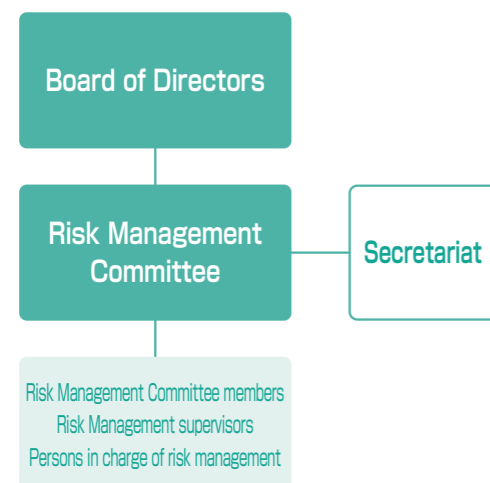 Board of Directors
Risk Management
Committee
Secretariat
Risk Management Committee members
Risk Management supervisors
Persons in charge of risk management